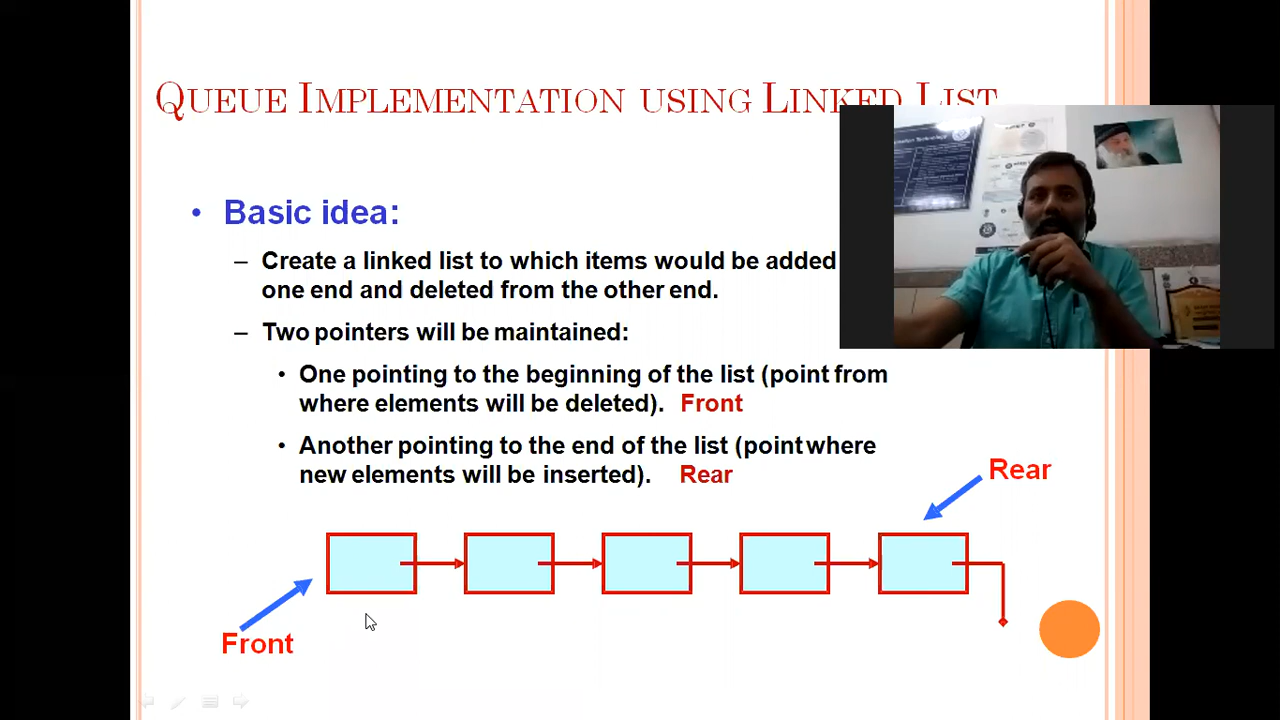 QUEUE IMPLEMENTATION USING LINKED LIST
• Basic idea:
– Create a linked list to which items would be added
one end and deleted from the other end.
– Two pointers will be maintained:
• One pointing to the beginning of the list (point from
where elements will be deleted). Front
• Another pointing to the end of the list (point where
new elements will be inserted). Rear
Rear
Front